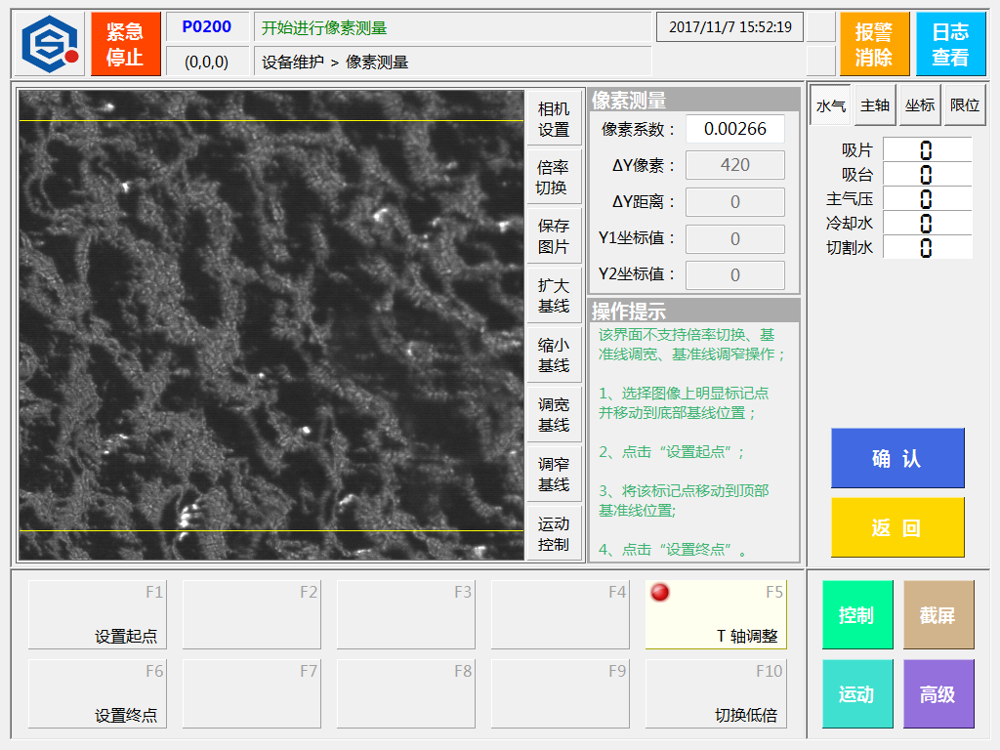 紧急
停止
P0200
(0,0,0)
开始进行像素测量
设备维护 > 像素测量
2017/11/7 15:52:19
报警
消除
日志
查看
相机
设置
倍率
切换
保存
图片
扩大
基线
缩小
基线
调宽
基线
调窄
基线
运动
控制
像素测量
像素系数： 0.00266
ΔY像素： 420
ΔY距离： 0
Y1坐标值： 0
Y2坐标值： 0
操作提示
该界面不支持倍率切换、基
准线调宽、基准线调窄操作；
1、选择图像上明显标记点
并移动到底部基线位置；
2、点击“设置起点”;
3、将该标记点移动到顶部
基准线位置;
4、点击“设置终点”。
水气 主轴 坐标 限位
吸片 0
吸台 0
主气压 0
冷却水 0
切割水 0
确 认
返 回
F1
设置起点
F2
F3
F4
F5
T 轴调整
F6
设置终点
F7
F8
F9
F10
切换低倍
控制
截屏
运动
高级